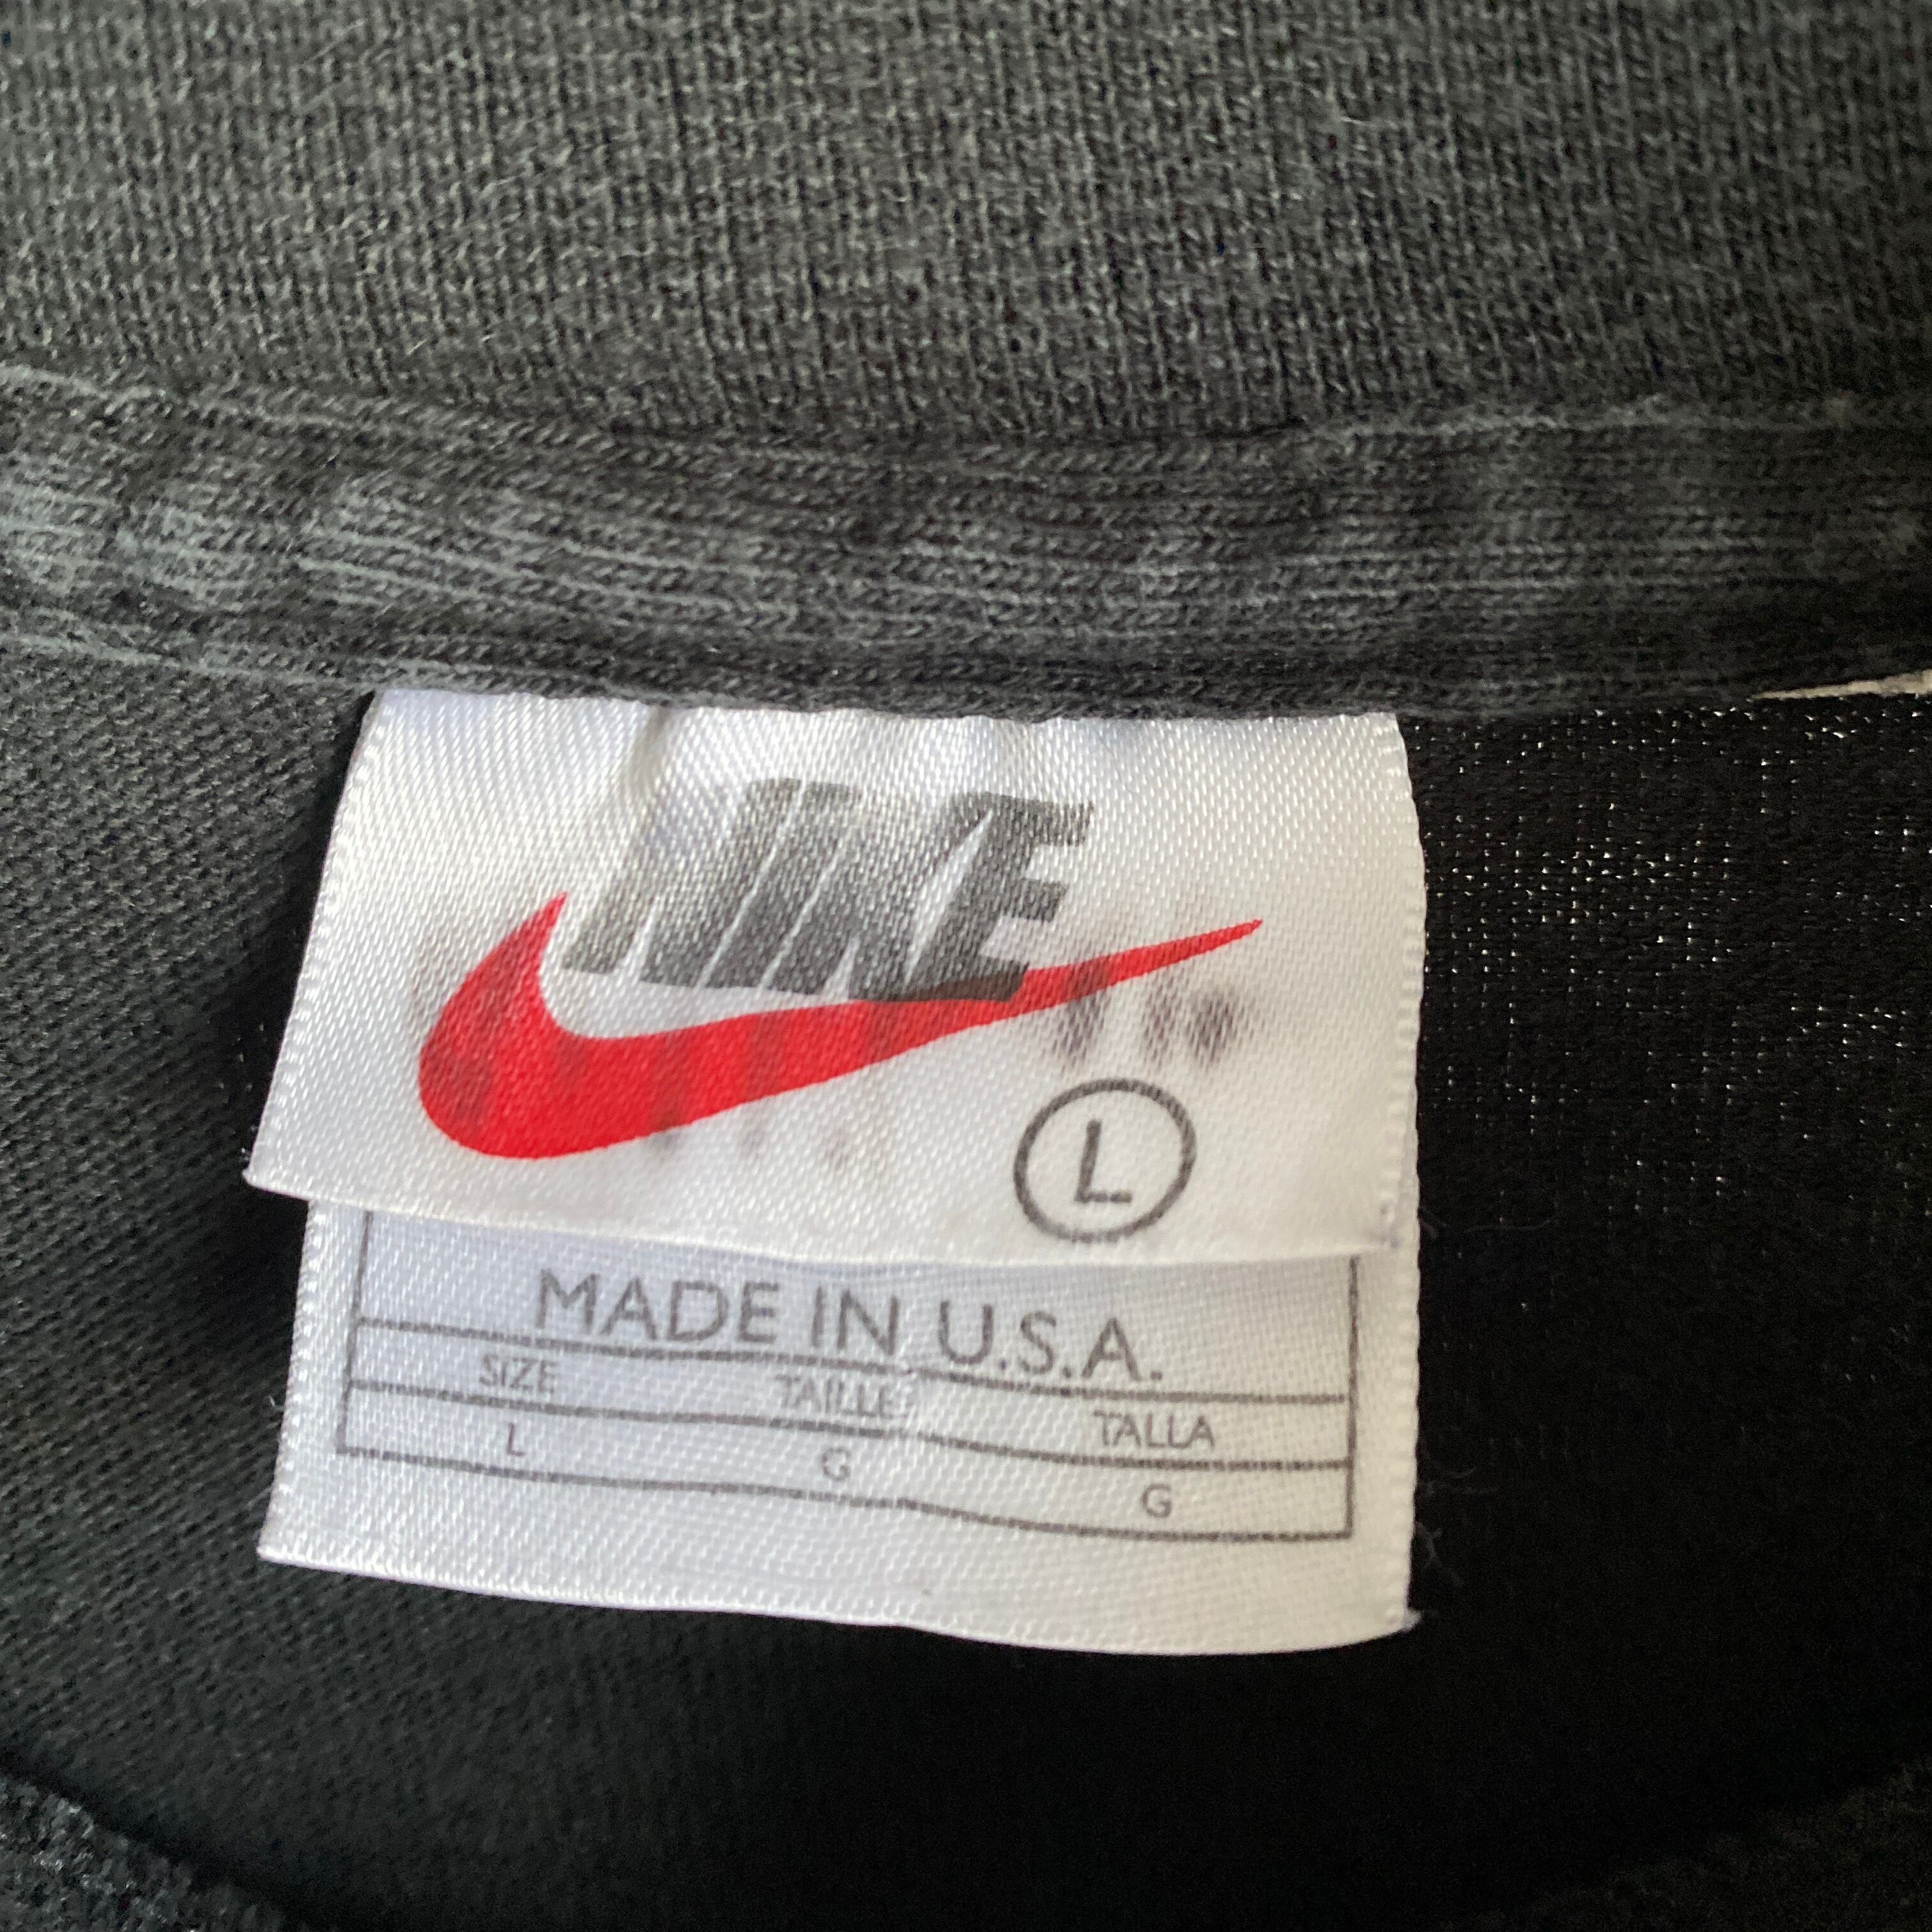 NIKE
L
MADE IN U.S.A.
SIZE TAILLE TALLA
L G G